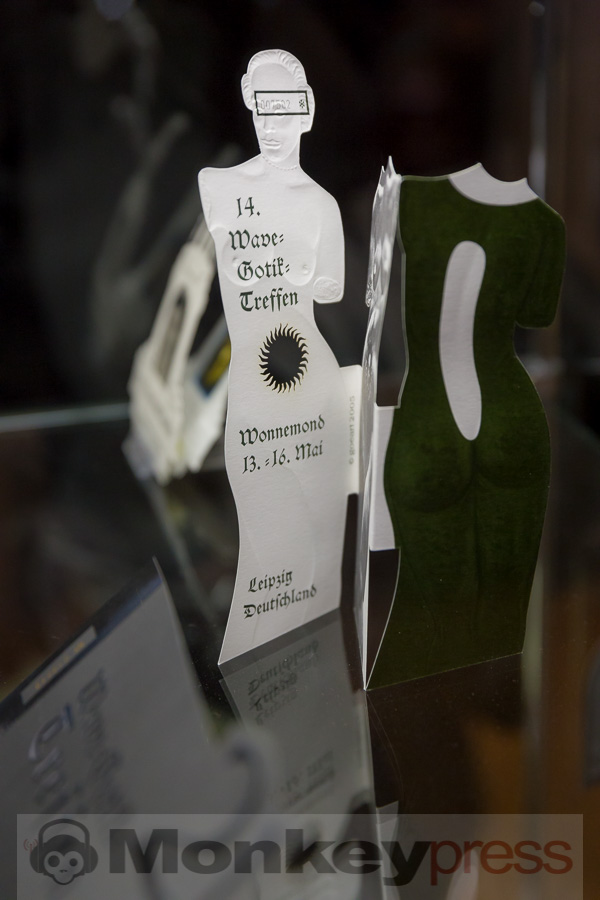 14.
Wave-
Gotik-
Treffen
Wonnemond
13.-16. Mai
Leipzig
Deutschland
Monkeypress